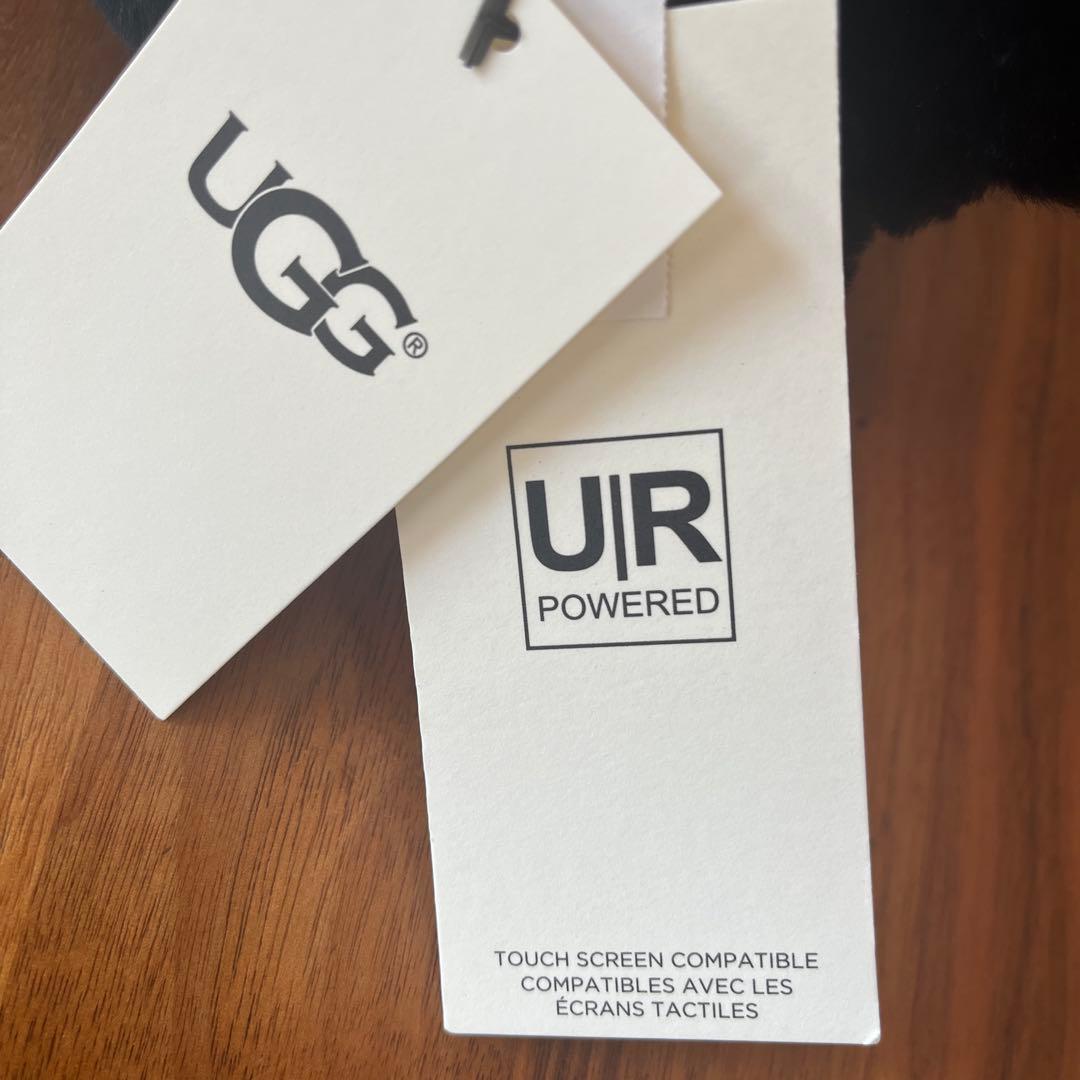 UGG®
U|R
POWERED
TOUCH SCREEN COMPATIBLE
COMPATIBLES AVEC LES
ÉCRANS TACTILES